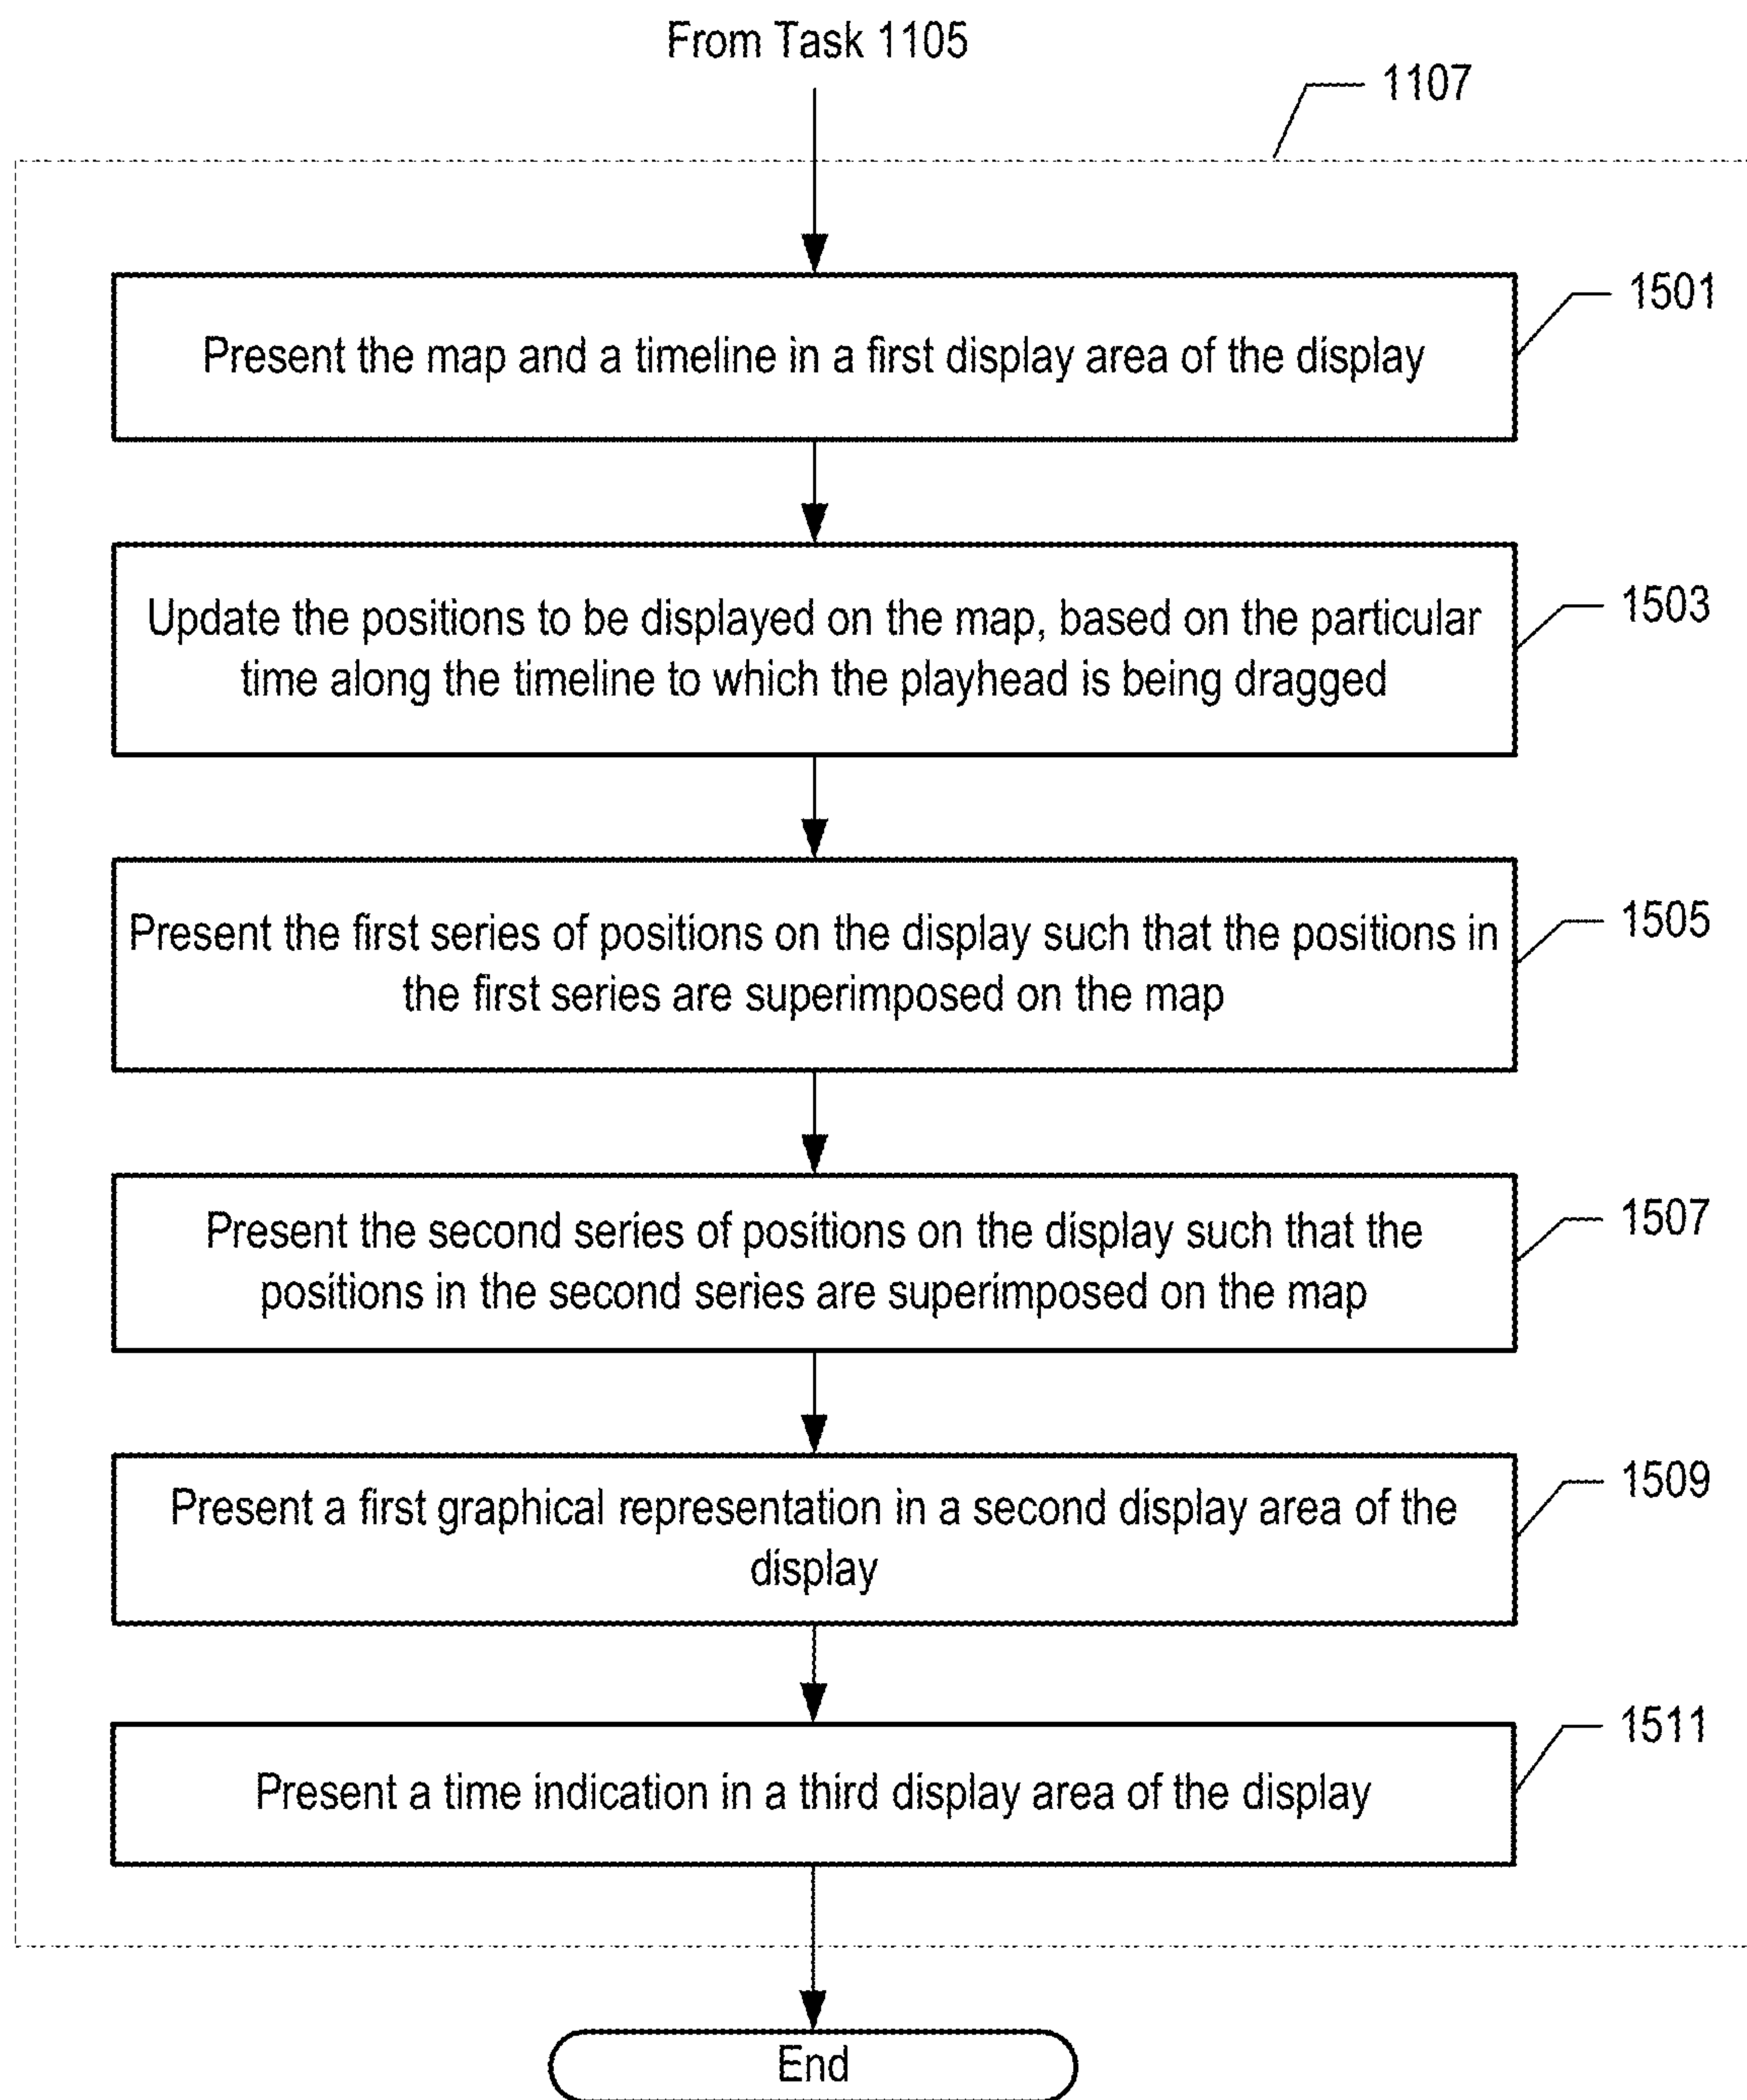 From Task 1105
1107
1501
Present the map and a timeline in a first display area of the display
1503
Update the positions to be displayed on the map, based on the particular
time along the timeline to which the playhead is being dragged
1505
Present the first series of positions on the display such that the positions in
the first series are superimposed on the map
1507
Present the second series of positions on the display such that the
positions in the second series are superimposed on the map
1509
Present a first graphical representation in a second display area of the
display
1511
Present a time indication in a third display area of the display
End